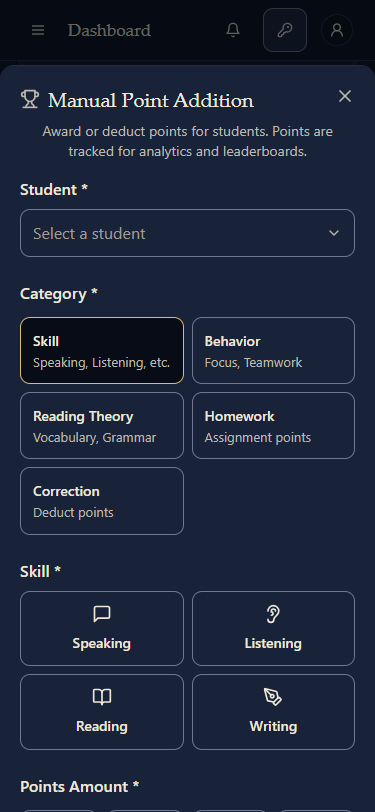 Dashboard
Manual Point Addition
Award or deduct points for students. Points are
tracked for analytics and leaderboards.
Student *
Select a student
Category *
Skill
Speaking, Listening, etc.
Behavior
Focus, Teamwork
Reading Theory
Vocabulary, Grammar
Homework
Assignment points
Correction
Deduct points
Skill *
Speaking
Listening
Reading
Writing
Points Amount *